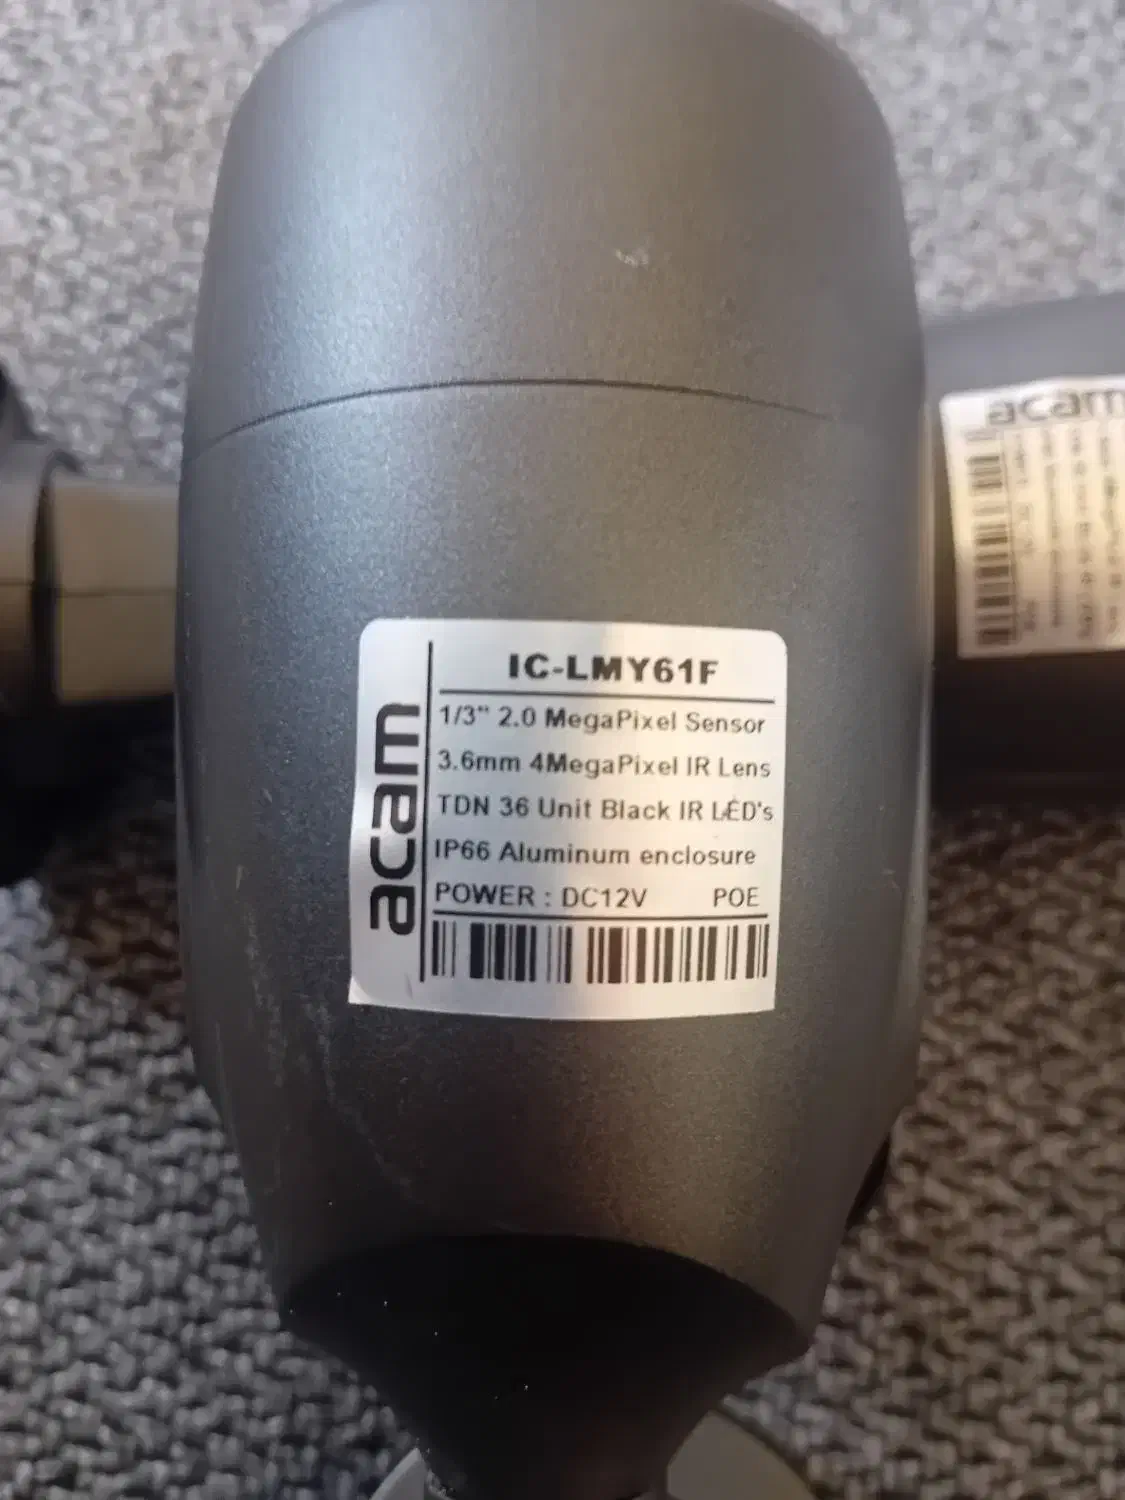 IC-LMY61F
1/3" 2.0 MegaPixel Sensor
3.6mm 4MegaPixel IR Lens
TDN 36 Unit Black IR LED's
IP66 Aluminum enclosure
POWER : DC12V POE
acam
acam